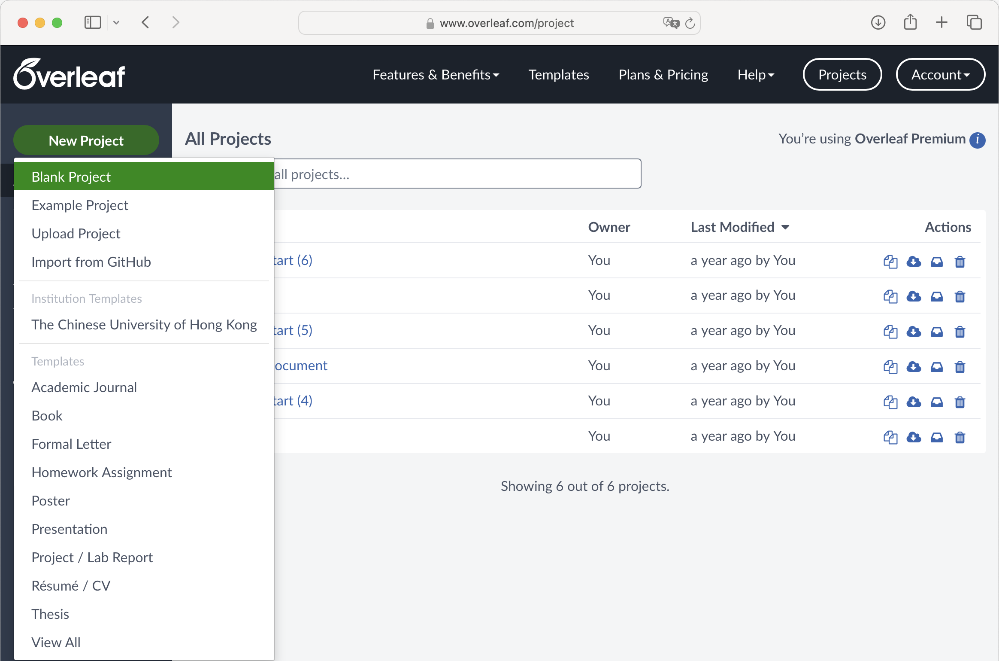 www.overleaf.com/project
Overleaf
Features & Benefits
Templates
Plans & Pricing
Help
Projects
Account
New Project
All Projects
You're using Overleaf Premium
all projects...
Blank Project
Example Project
Upload Project
Import from GitHub
Institution Templates
The Chinese University of Hong Kong
Templates
Academic Journal
Book
Formal Letter
Homework Assignment
Poster
Presentation
Project / Lab Report
Résumé / CV
Thesis
View All
Owner Last Modified Actions
tart (6) You a year ago by You
You a year ago by You
tart (5) You a year ago by You
ocument You a year ago by You
tart (4) You a year ago by You
You a year ago by You
Showing 6 out of 6 projects.